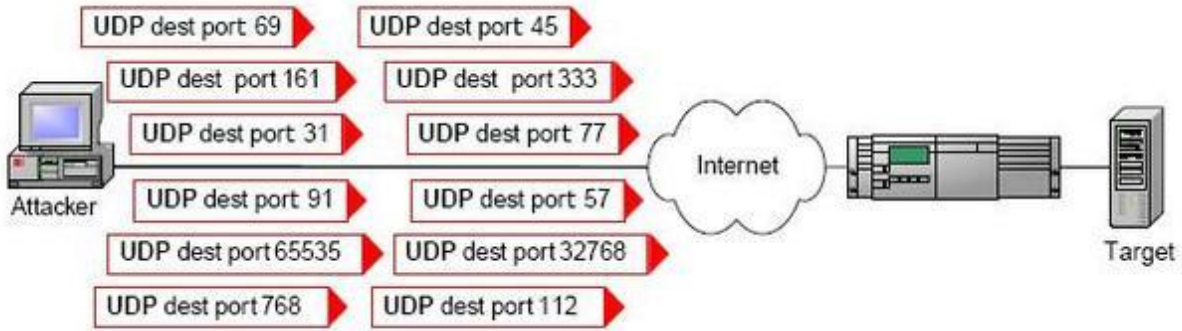 UDP dest port 69
UDP dest port 45
UDP dest port 161
UDP dest port 333
UDP dest port 31
UDP dest port 77
Internet
Attacker
UDP dest port 91
UDP dest port 57
Target
UDP dest port 65535
UDP dest port 32768
UDP dest port 768
UDP dest port 112